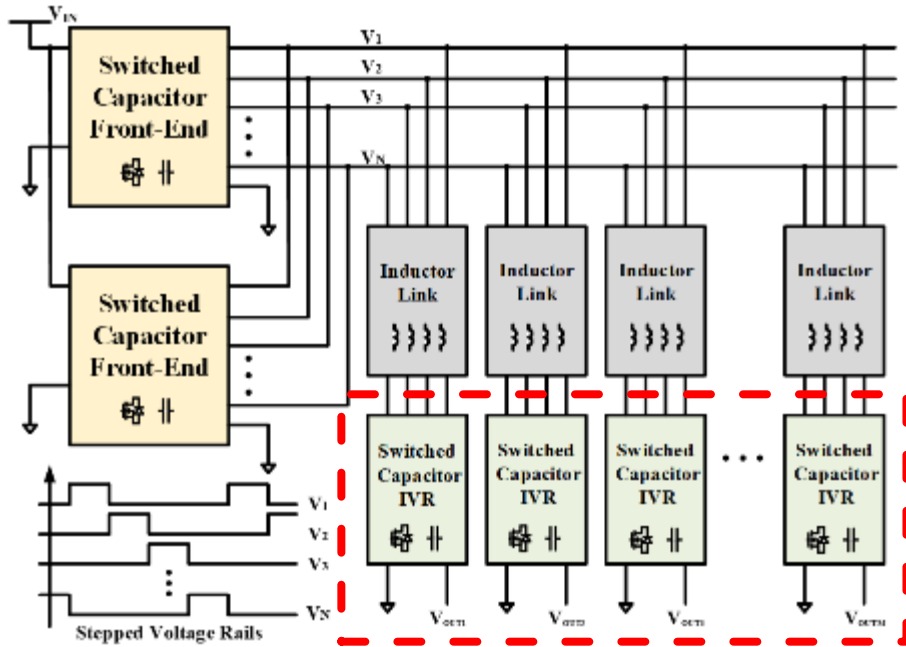 VIN
V1
V2
V3
VN
Switched
Capacitor
Front-End
Switched
Capacitor
Front-End
Inductor
Link
Inductor
Link
Inductor
Link
Inductor
Link
Switched
Capacitor
IVR
Switched
Capacitor
IVR
Switched
Capacitor
IVR
Switched
Capacitor
IVR
V1
V2
V3
VN
Stepped Voltage Rails
VOUT1
VOUT2